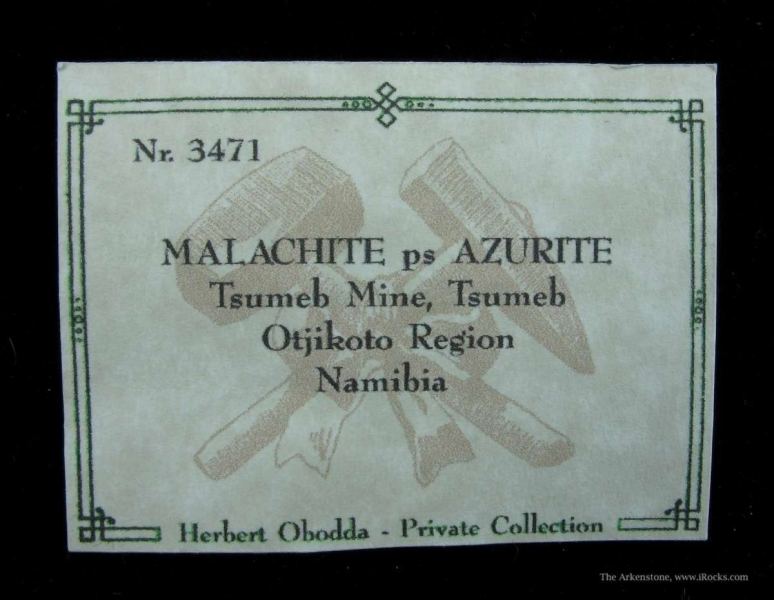 Nr. 3471
MALACHITE ps AZURITE
Tsumeb Mine, Tsumeb
Otjikoto Region
Namibia
Herbert Obodda - Private Collection
The Arkenstone, www.iRocks.com